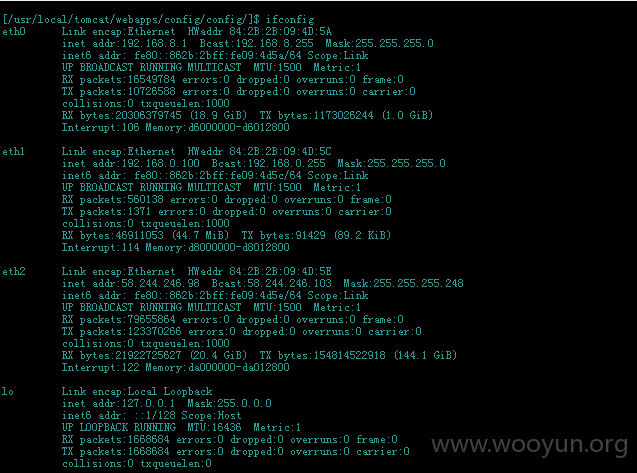 [/usr/local/tomcat/webapps/config/config/]$ ifconfig
eth0 Link encap:Ethernet HWaddr 84:2B:2B:09:4D:5A
inet addr:192.168.8.1 Bcast:192.168.8.255 Mask:255.255.255.0
inet6 addr: fe80::862b:2bff:fe09:4d5a/64 Scope:Link
UP BROADCAST RUNNING MULTICAST MTU:1500 Metric:1
RX packets:16549784 errors:0 dropped:0 overruns:0 frame:0
TX packets:10726588 errors:0 dropped:0 overruns:0 carrier:0
collisions:0 txqueuelen:1000
RX bytes:20306379745 (18.9 GiB) TX bytes:1173026244 (1.0 GiB)
Interrupt:106 Memory:d6000000-d6012800
eth1 Link encap:Ethernet HWaddr 84:2B:2B:09:4D:5C
inet addr:192.168.0.100 Bcast:192.168.0.255 Mask:255.255.255.0
inet6 addr: fe80::862b:2bff:fe09:4d5c/64 Scope:Link
UP BROADCAST RUNNING MULTICAST MTU:1500 Metric:1
RX packets:560138 errors:0 dropped:0 overruns:0 frame:0
TX packets:1371 errors:0 dropped:0 overruns:0 carrier:0
collisions:0 txqueuelen:1000
RX bytes:46911053 (44.7 MiB) TX bytes:91429 (89.2 KiB)
Interrupt:114 Memory:d8000000-d8012800
eth2 Link encap:Ethernet HWaddr 84:2B:2B:09:4D:5E
inet addr:58.244.246.98 Bcast:58.244.246.103 Mask:255.255.255.248
inet6 addr: fe80::862b:2bff:fe09:4d5e/64 Scope:Link
UP BROADCAST RUNNING MULTICAST MTU:1500 Metric:1
RX packets:79655864 errors:0 dropped:0 overruns:0 frame:0
TX packets:123370266 errors:0 dropped:0 overruns:0 carrier:0
collisions:0 txqueuelen:1000
RX bytes:21922725627 (20.4 GiB) TX bytes:154814522918 (144.1 GiB)
Interrupt:122 Memory:da000000-da012800
lo Link encap:Local Loopback
inet addr:127.0.0.1 Mask:255.0.0.0
inet6 addr: ::1/128 Scope:Host
UP LOOPBACK RUNNING MTU:16436 Metric:1
RX packets:1668684 errors:0 dropped:0 overruns:0 frame:0
TX packets:1668684 errors:0 dropped:0 overruns:0 carrier:0
collisions:0 txqueuelen:0
www.wooyun.org